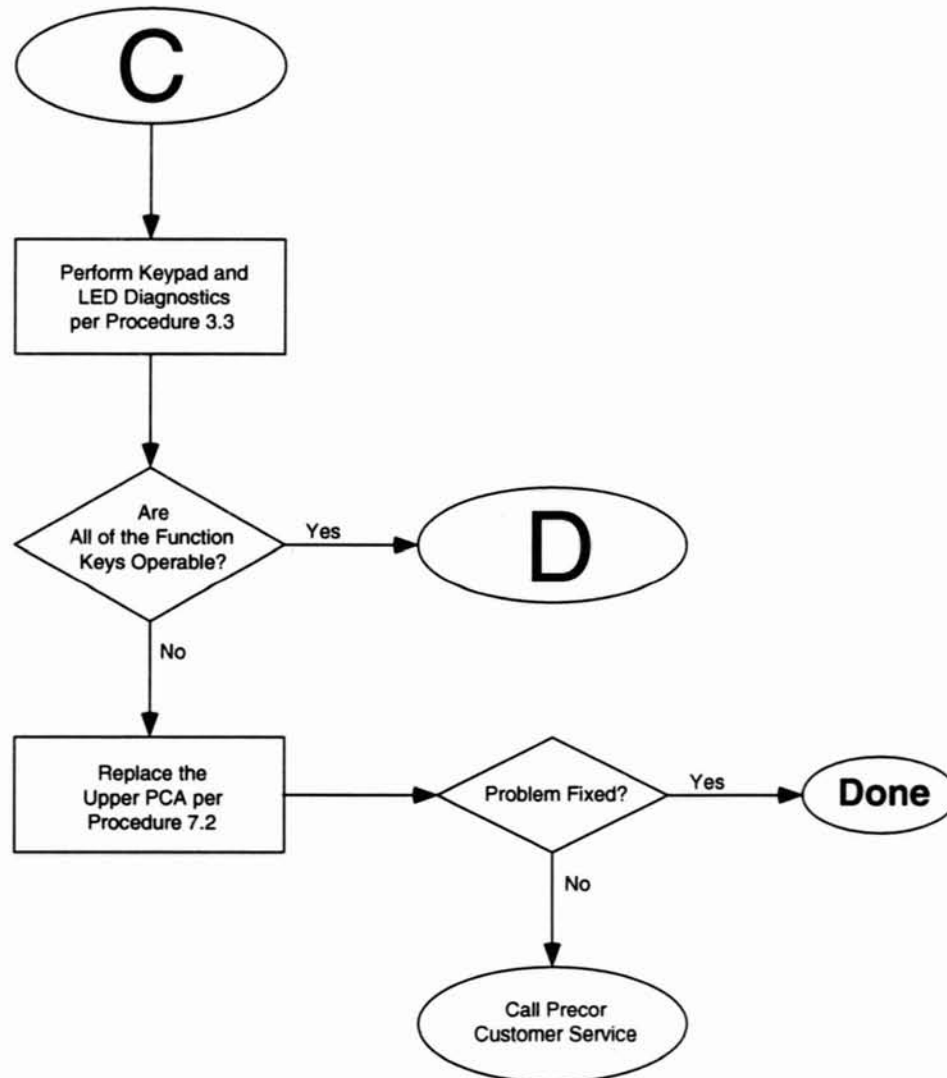 C
Perform Keypad and
LED Diagnostics
per Procedure 3.3
Are
All of the Function
Keys Operable?
Yes
D
No
Replace the
Upper PCA per
Procedure 7.2
Problem Fixed?
Yes
Done
No
Call Precor
Customer Service